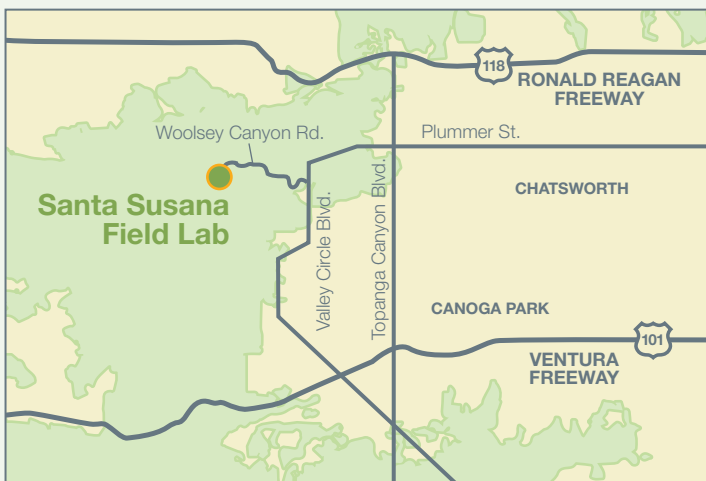 118
RONALD REAGAN
FREEWAY
Woolsey Canyon Rd.
Plummer St.
Santa Susana
Field Lab
Valley Circle Blvd.
Topanga Canyon Blvd.
CHATSWORTH
CANOGA PARK
101
VENTURA
FREEWAY